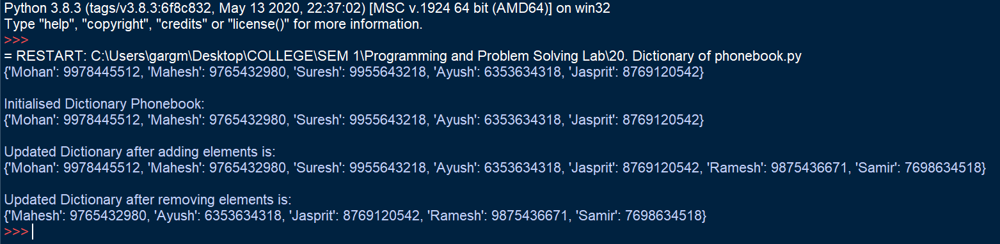 Python 3.8.3 (tags/v3.8.3:6f8c832, May 13 2020, 22:37:02) [MSC v.1924 64 bit (AMD64)] on win32
Type "help", "copyright", "credits" or "license()" for more information.
>>>
= RESTART: C:\Users\gargm\Desktop\COLLEGE\SEM 1\Programming and Problem Solving Lab\20. Dictionary of phonebook.py
{'Mohan': 9978445512, 'Mahesh': 9765432980, 'Suresh': 9955643218, 'Ayush': 6353634318, 'Jasprit': 8769120542}
Initialised Dictionary Phonebook:
{'Mohan': 9978445512, 'Mahesh': 9765432980, 'Suresh': 9955643218, 'Ayush': 6353634318, 'Jasprit': 8769120542}
Updated Dictionary after adding elements is:
{'Mohan': 9978445512, 'Mahesh': 9765432980, 'Suresh': 9955643218, 'Ayush': 6353634318, 'Jasprit': 8769120542, 'Ramesh': 9875436671, 'Samir': 7698634518}
Updated Dictionary after removing elements is:
{'Mahesh': 9765432980, 'Ayush': 6353634318, 'Jasprit': 8769120542, 'Ramesh': 9875436671, 'Samir': 7698634518}
>>>